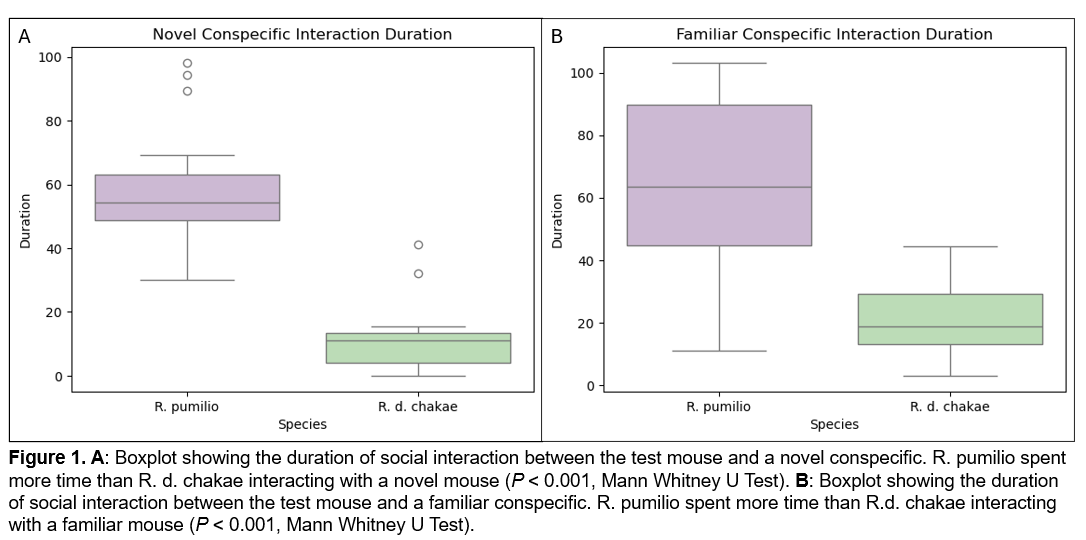 A
Novel Conspecific Interaction Duration
100
80
60
40
20
0
Duration
R. pumilio
R. d. chakae
Species
B
Familiar Conspecific Interaction Duration
100
80
60
40
20
0
Duration
R. pumilio
R. d. chakae
Species
Figure 1. A: Boxplot showing the duration of social interaction between the test mouse and a novel conspecific. R. pumilio spent
more time than R. d. chakae interacting with a novel mouse (P < 0.001, Mann Whitney U Test). B: Boxplot showing the duration
of social interaction between the test mouse and a familiar conspecific. R. pumilio spent more time than R.d. chakae interacting
with a familiar mouse (P < 0.001, Mann Whitney U Test).